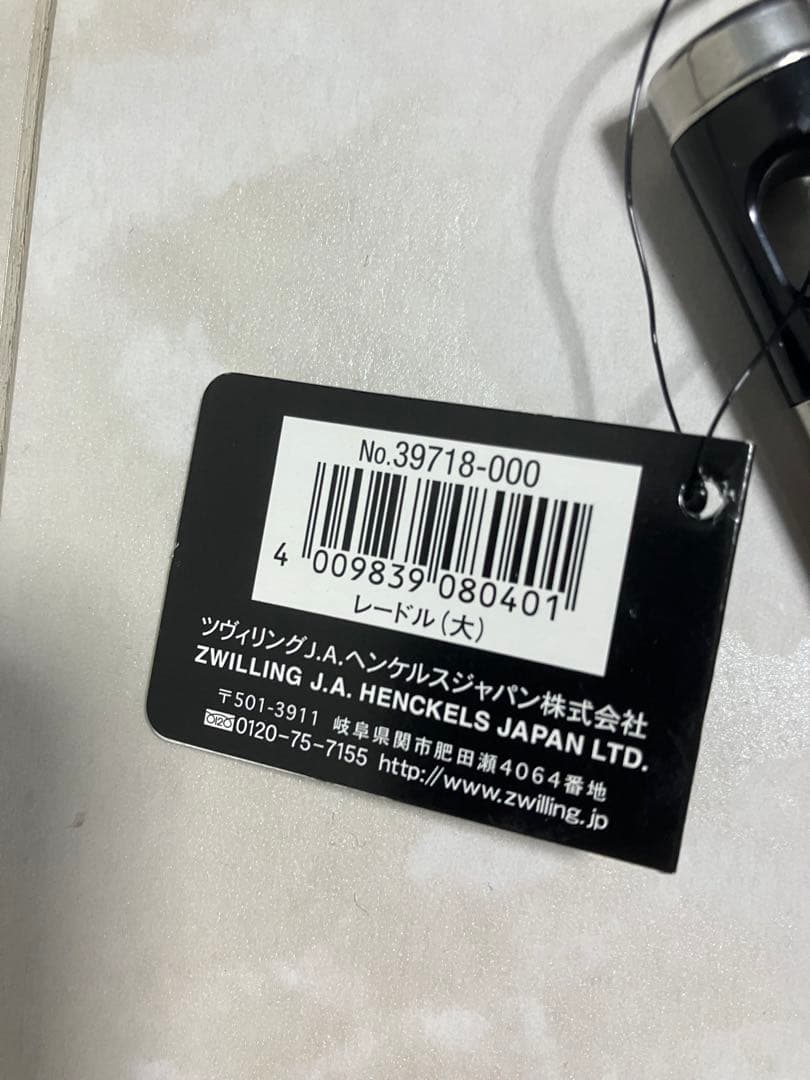 No.39718-000
4 009839 080401
レードル(大)
ツヴィリングJ.A.ヘンケルスジャパン株式会社
ZWILLING J.A. HENCKELS JAPAN LTD.
〒501-3911 岐阜県関市肥田瀬4064番地
0120 0120-75-7155 http://www.zwilling.jp